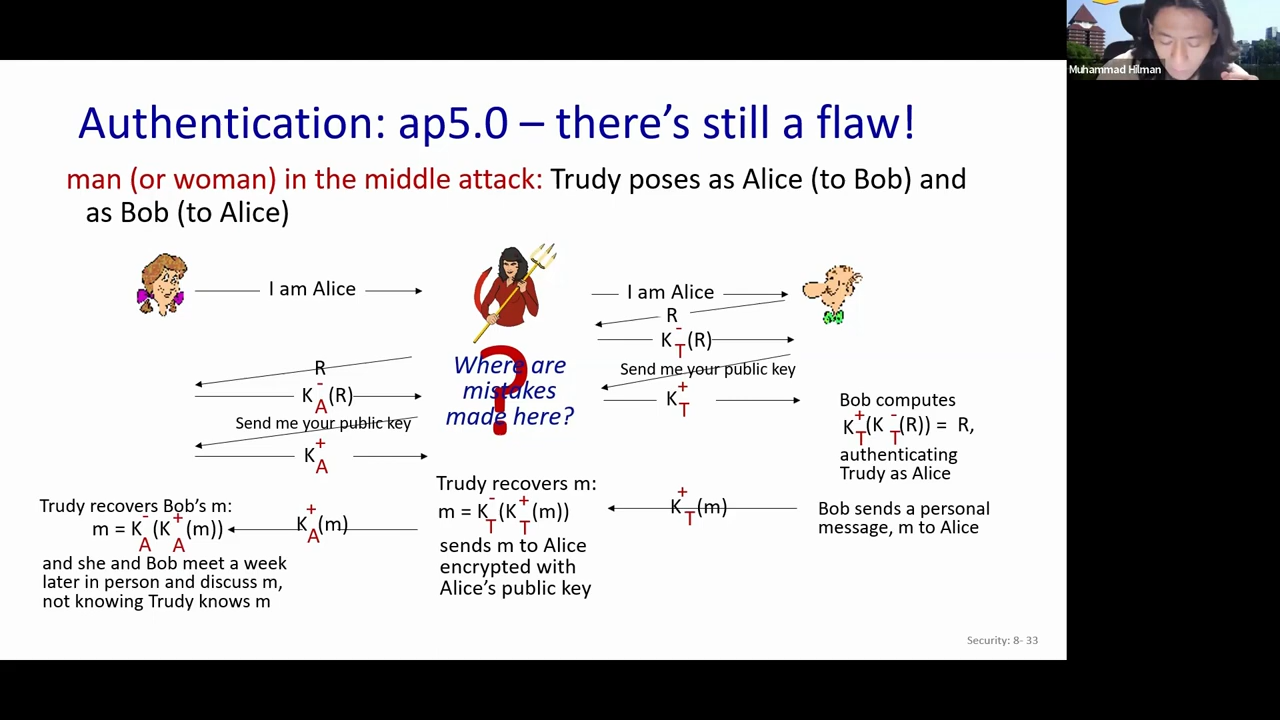 Muhammad Hilman
Authentication: ap5.0 – there's still a flaw!
man (or woman) in the middle attack: Trudy poses as Alice (to Bob) and
as Bob (to Alice)
I am Alice
I am Alice
R
K⁻T(R)
Send me your public key
K⁺T
R
K⁻A(R)
Send me your public key
K⁺A
Where are
mistakes
made here?
?
Bob computes
K⁺T(K⁻T(R)) = R,
authenticating
Trudy as Alice
Bob sends a personal
message, m to Alice
K⁺T(m)
Trudy recovers m:
m = K⁻T(K⁺T(m))
sends m to Alice
encrypted with
Alice's public key
K⁺A(m)
Trudy recovers Bob's m:
m = K⁻A(K⁺A(m))
and she and Bob meet a week
later in person and discuss m,
not knowing Trudy knows m
Security: 8- 33